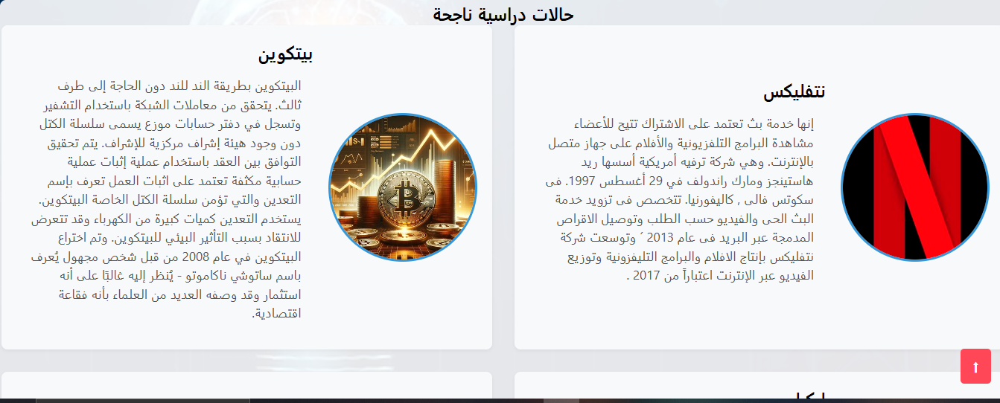 حالات دراسية ناجحة
نتفليكس
إنها خدمة بث تعتمد على الاشتراك تتيح للأعضاء
مشاهدة البرامج التلفزيونية والأفلام على جهاز متصل
بالإنترنت. وهي شركة ترفيه أمريكية أسسها ريد
هاستينجز ومارك راندولف في 29 أغسطس 1997. فى
سكوتس فالى , كاليفورنيا. تتخصص فى تزويد خدمة
البث الحى والفيديو حسب الطلب وتوصيل الاقراص
المدمجة عبر البريد فى عام 2013 ´ وتوسعت شركة
نتفليكس بإنتاج الافلام والبرامج التليفزونية وتوزيع
الفيديو عبر الإنترنت اعتباراً من 2017 .
بيتكوين
البيتكوين بطريقة الند للند دون الحاجة إلى طرف
ثالث. يتحقق من معاملات الشبكة باستخدام التشفير
وتسجل في دفتر حسابات موزع يسمى سلسلة الكتل
دون وجود هيئة إشراف مركزية للإشراف. يتم تحقيق
التوافق بين العقد باستخدام عملية إثبات عملية
حسابية مكثفة تعتمد على اثبات العمل تعرف بإسم
التعدين والتي تؤمن سلسلة الكتل الخاصة البيتكوين.
يستخدم التعدين كميات كبيرة من الكهرباء وقد تتعرض
للانتقاد بسبب التأثير البيئي للبيتكوين. وتم اختراع
البيتكوين في عام 2008 من قبل شخص مجهول يُعرف
باسم ساتوشي ناكاموتو - يُنظر إليه غالبًا على أنه
استثمار وقد وصفه العديد من العلماء بأنه فقاعة
اقتصادية.